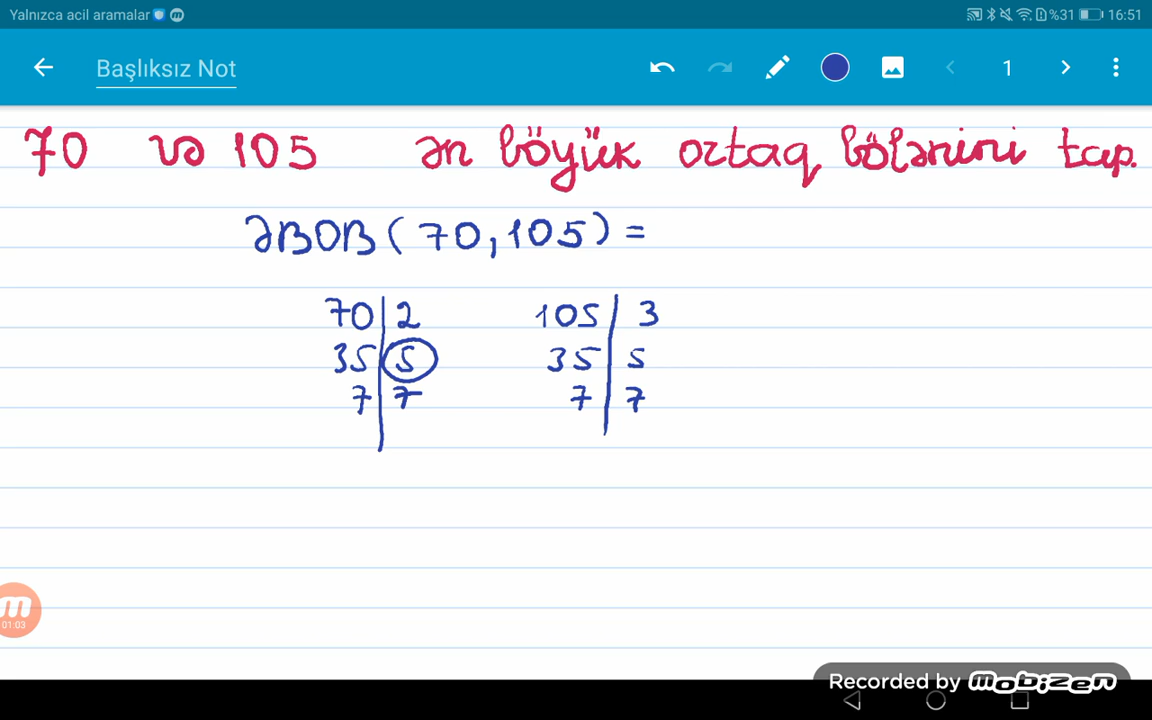 Yalnızca acil aramalar %31 16:51
Başlıksız Not 1
70 və 105 ən böyük oztaq bölənini tap.
ƏBOB(70,105)=
70 2 105 3
35 5 35 5
7 7 7 7
01:03
Recorded by mobizen